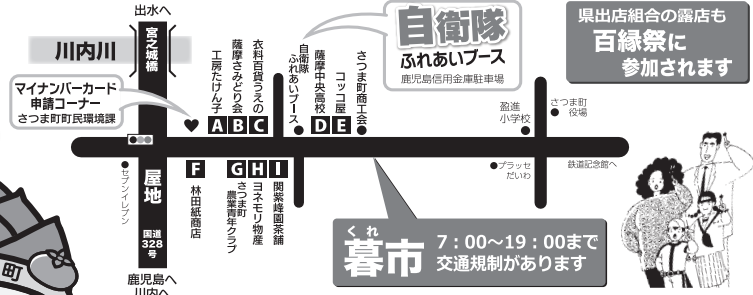 出水へ
宮之城橋
川内川
マイナンバーカード
申請コーナー
さつま町町民環境課
工房たけん子
薩摩さみどり会
衣料百貨うえの
自衛隊
ふれあいブース
薩摩中央高校
コッコ屋
さつま町商工会
自衛隊
ふれあいブース
鹿児島信用金庫駐車場
県出店組合の露店も
百縁祭に
参加されます
A B C
D E
盈進
小学校
さつま町
役場
F
G H I
セブンイレブン
屋地
国道
328
号
林田紙商店
さつま町
農業青年クラブ
ヨネモリ物産
関紫峰園茶舗
プラッセ
だいわ
鉄道記念館へ
くれ
暮市
7:00〜19:00まで
交通規制があります
町
鹿児島へ
川内へ